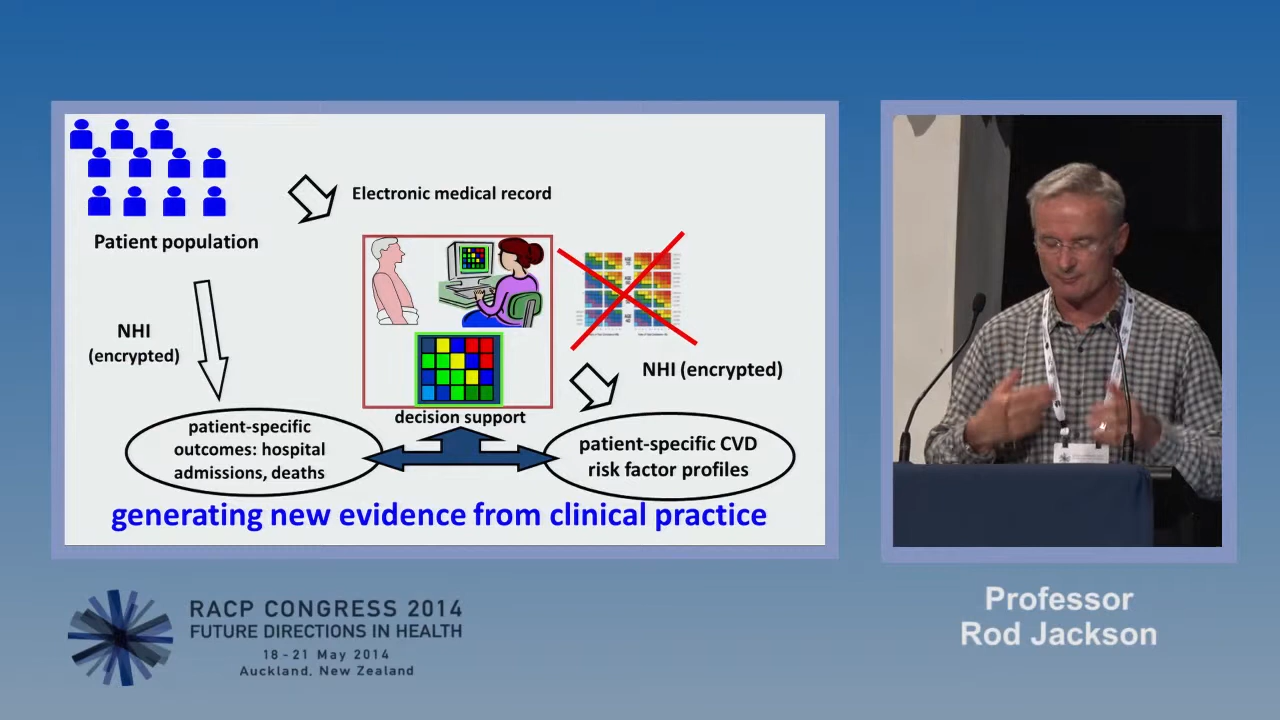 Electronic medical record
Patient population
NHI
(encrypted)
NHI (encrypted)
decision support
patient-specific
outcomes: hospital
admissions, deaths
patient-specific CVD
risk factor profiles
generating new evidence from clinical practice
RACP CONGRESS 2014
FUTURE DIRECTIONS IN HEALTH
18 - 21 May 2014
Auckland, New Zealand
Professor
Rod Jackson